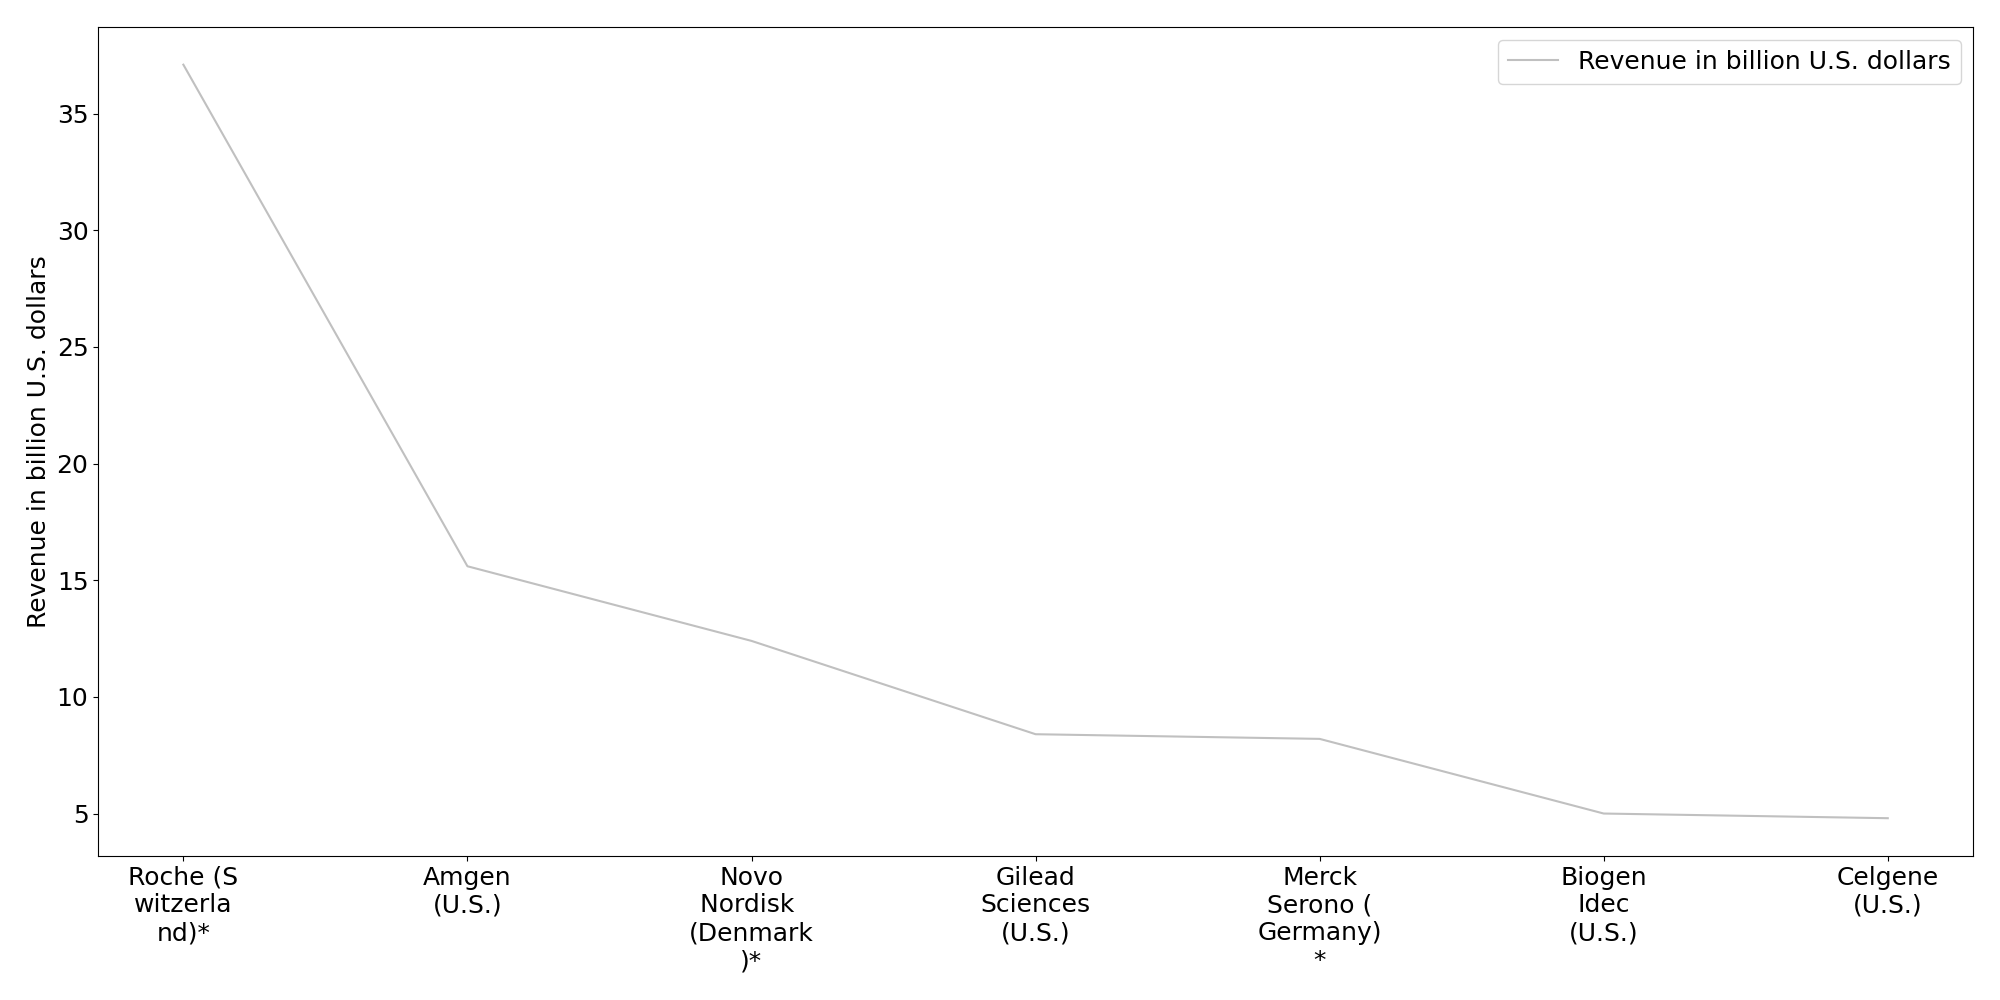 Revenue in billion U.S. dollars
Revenue in billion U.S. dollars
35
30
25
20
15
10
5
Roche (S
witzerla
nd)*
Amgen
(U.S.)
Novo
Nordisk
(Denmark
)*
Gilead
Sciences
(U.S.)
Merck
Serono (
Germany)
*
Biogen
Idec
(U.S.)
Celgene
(U.S.)